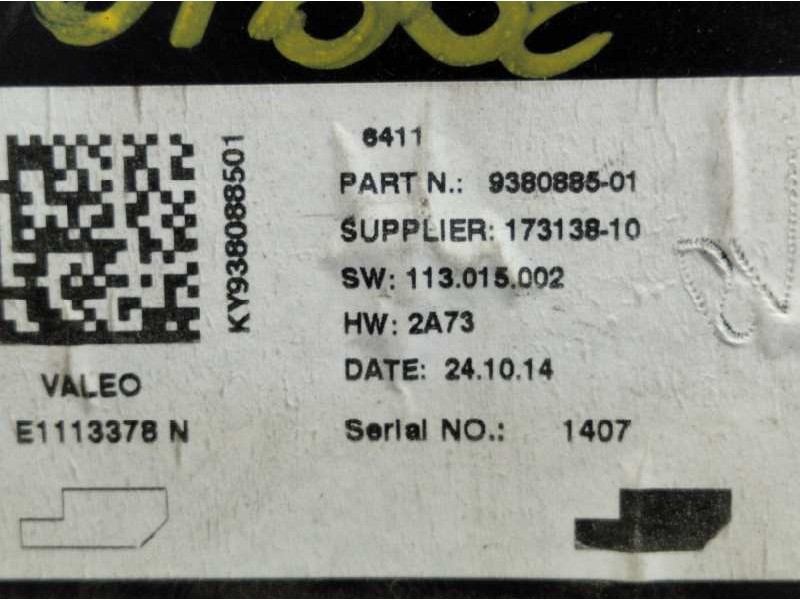 6411
KY9380888501
PART N.: 9380885-01
SUPPLIER: 173138-10
SW: 113.015.002
HW: 2A73
DATE: 24.10.14
VALEO
E1113378 N
Serial NO.: 1407